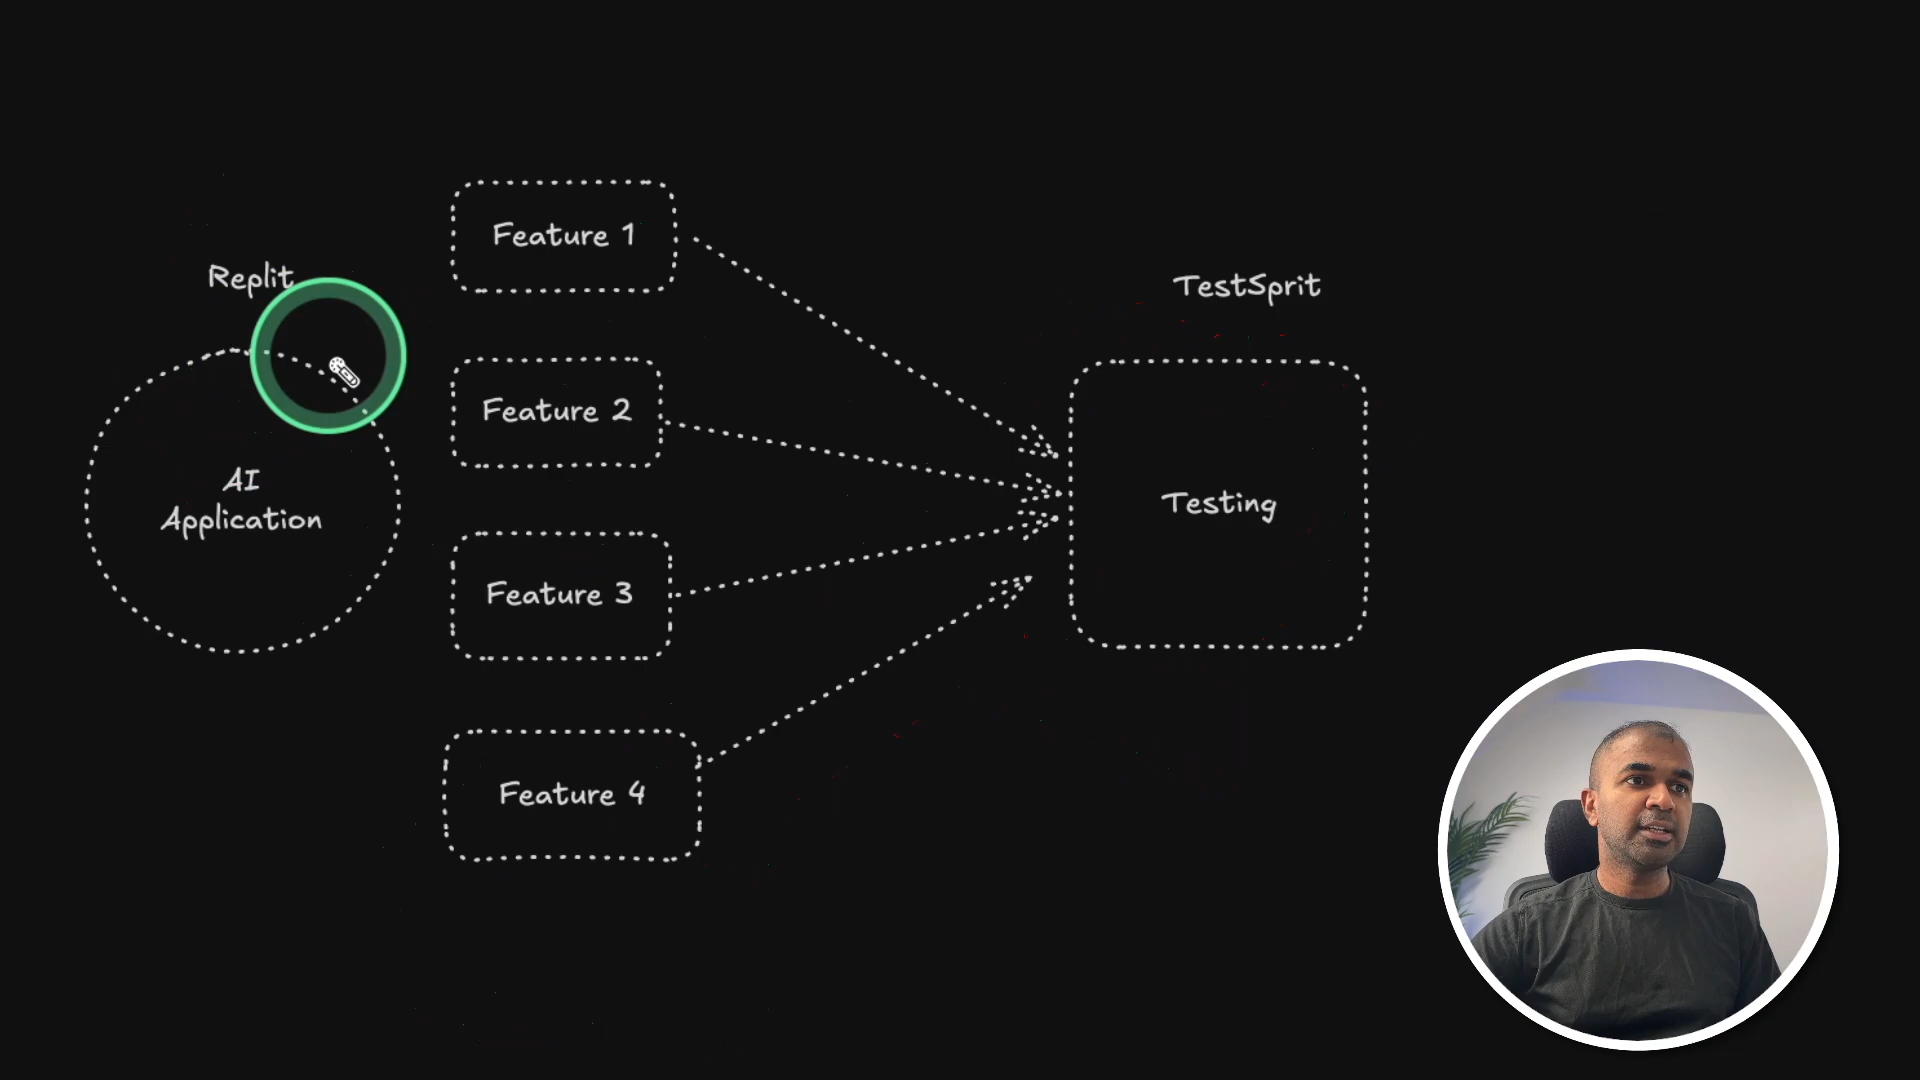 Replit
AI
Application
Feature 1
Feature 2
Feature 3
Feature 4
TestSprit
Testing